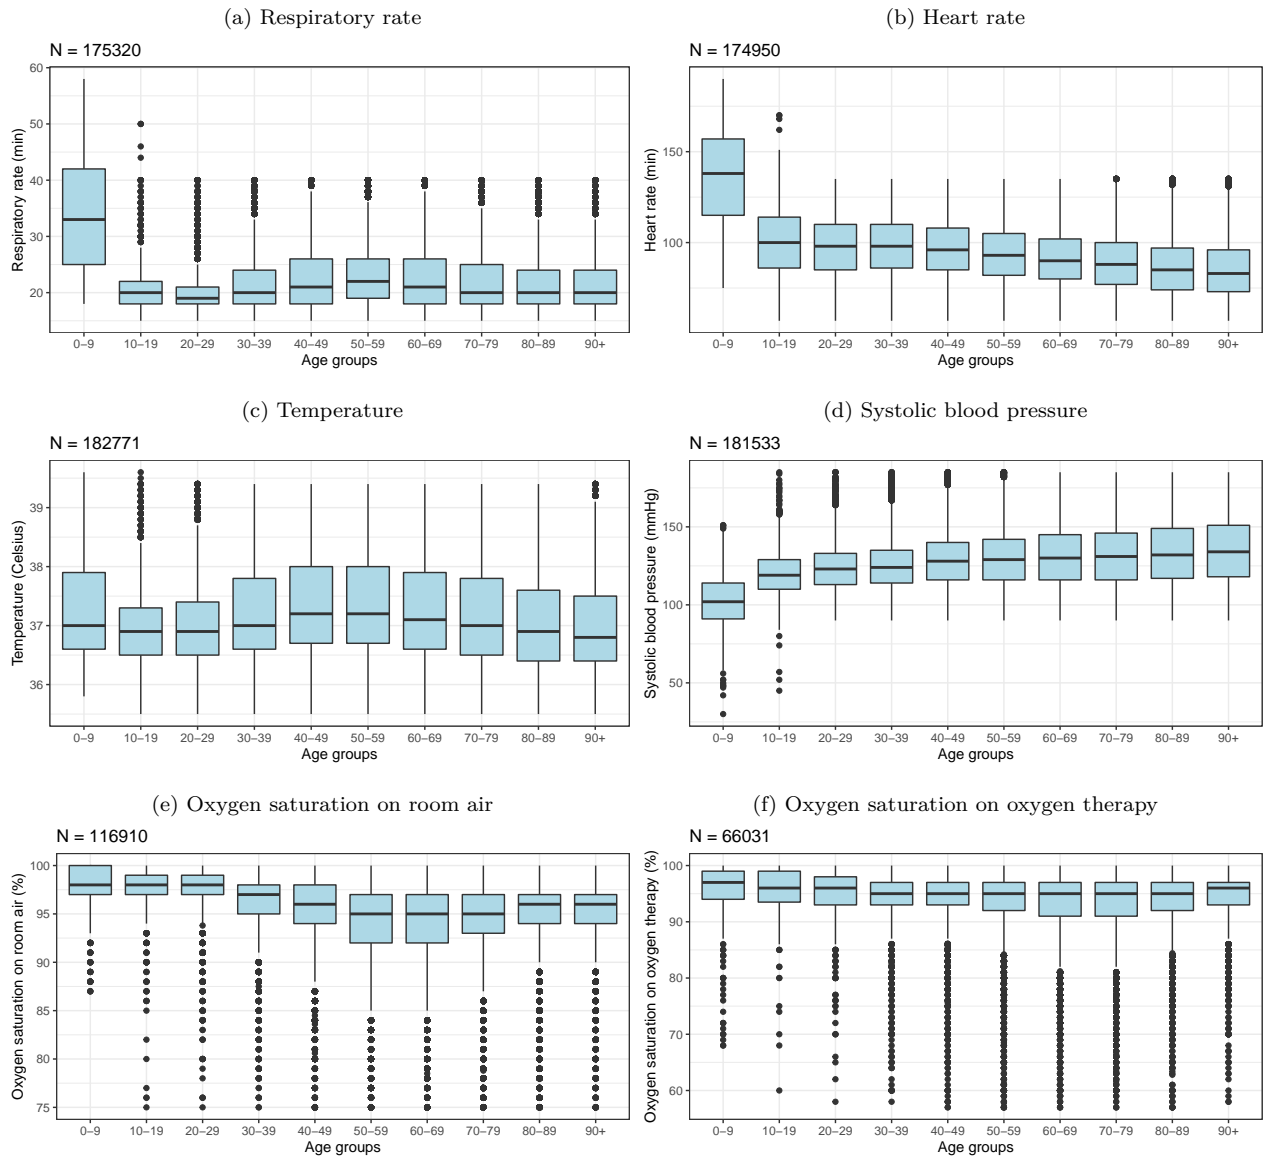 (a) Respiratory rate
N = 175320
Respiratory rate (min)
60
50
40
30
20
0–9 10–19 20–29 30–39 40–49 50–59 60–69 70–79 80–89 90+
Age groups
(b) Heart rate
N = 174950
Heart rate (min)
150
100
0–9 10–19 20–29 30–39 40–49 50–59 60–69 70–79 80–89 90+
Age groups
(c) Temperature
N = 182771
Temperature (Celsius)
39
38
37
36
0–9 10–19 20–29 30–39 40–49 50–59 60–69 70–79 80–89 90+
Age groups
(d) Systolic blood pressure
N = 181533
Systolic blood pressure (mmHg)
150
100
50
0–9 10–19 20–29 30–39 40–49 50–59 60–69 70–79 80–89 90+
Age groups
(e) Oxygen saturation on room air
N = 116910
Oxygen saturation on room air (%)
100
95
90
85
80
75
0–9 10–19 20–29 30–39 40–49 50–59 60–69 70–79 80–89 90+
Age groups
(f) Oxygen saturation on oxygen therapy
N = 66031
Oxygen saturation on oxygen therapy (%)
100
90
80
70
60
0–9 10–19 20–29 30–39 40–49 50–59 60–69 70–79 80–89 90+
Age groups